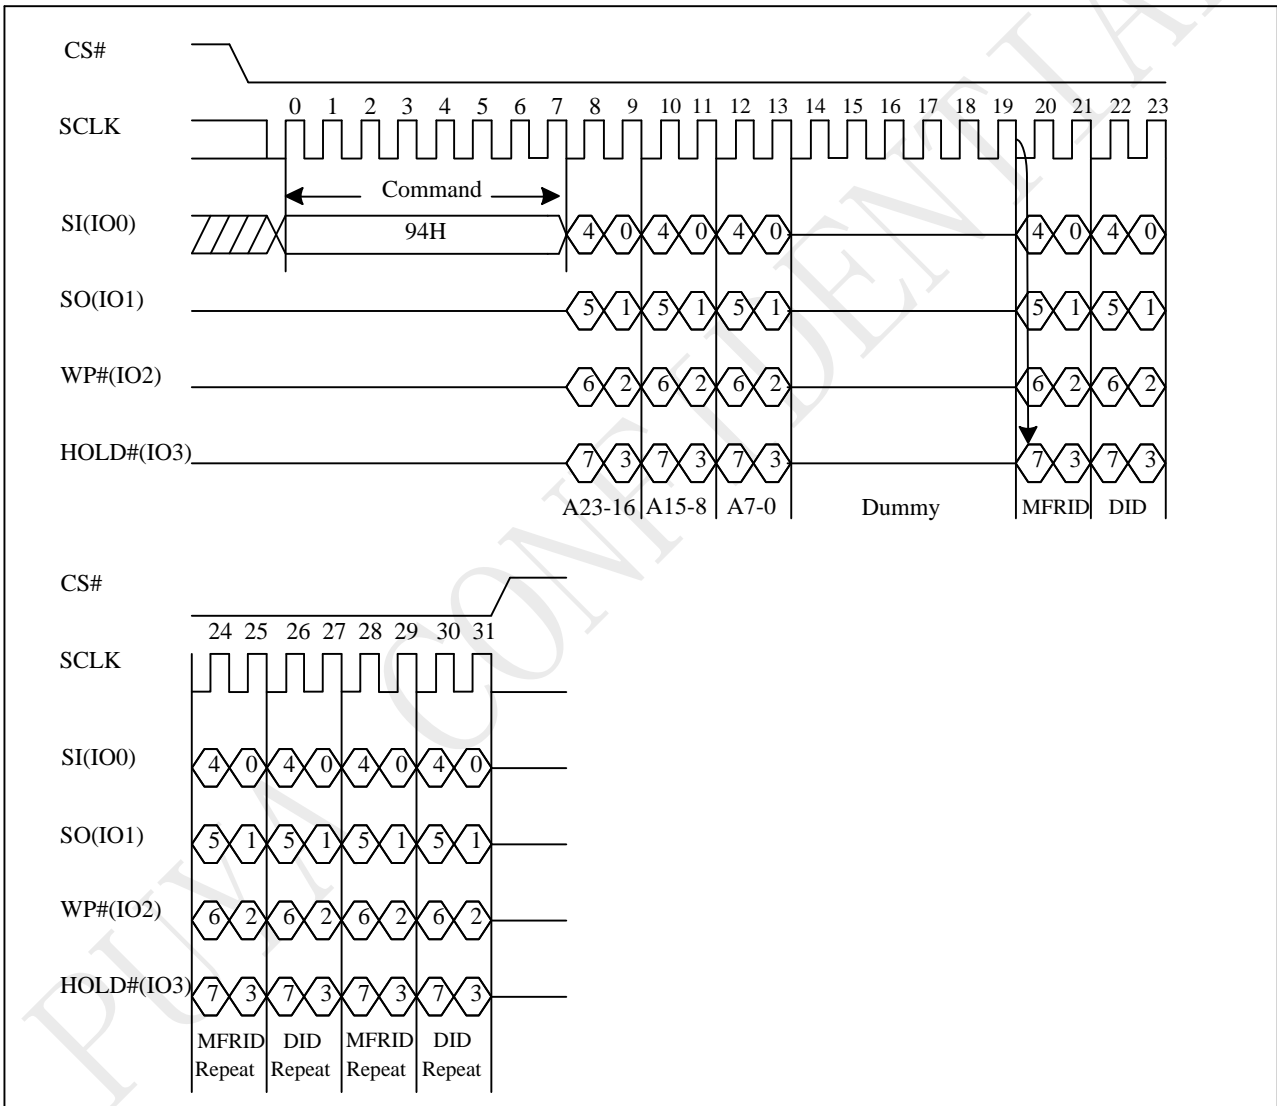 CS#
0 1 2 3 4 5 6 7 8 9 10 11 12 13 14 15 16 17 18 19 20 21 22 23
SCLK
Command
SI(IO0)
94H
4 0 4 0 4 0 4 0 4 0
SO(IO1)
5 1 5 1 5 1 5 1 5 1
WP#(IO2)
6 2 6 2 6 2 6 2 6 2
HOLD#(IO3)
7 3 7 3 7 3 7 3 7 3
A23-16 A15-8 A7-0 Dummy MFRID DID
CS#
24 25 26 27 28 29 30 31
SCLK
SI(IO0)
4 0 4 0 4 0 4 0
SO(IO1)
5 1 5 1 5 1 5 1
WP#(IO2)
6 2 6 2 6 2 6 2
HOLD#(IO3)
7 3 7 3 7 3 7 3
MFRID DID MFRID DID
Repeat Repeat Repeat Repeat
PUYA CONFIDENTIAL